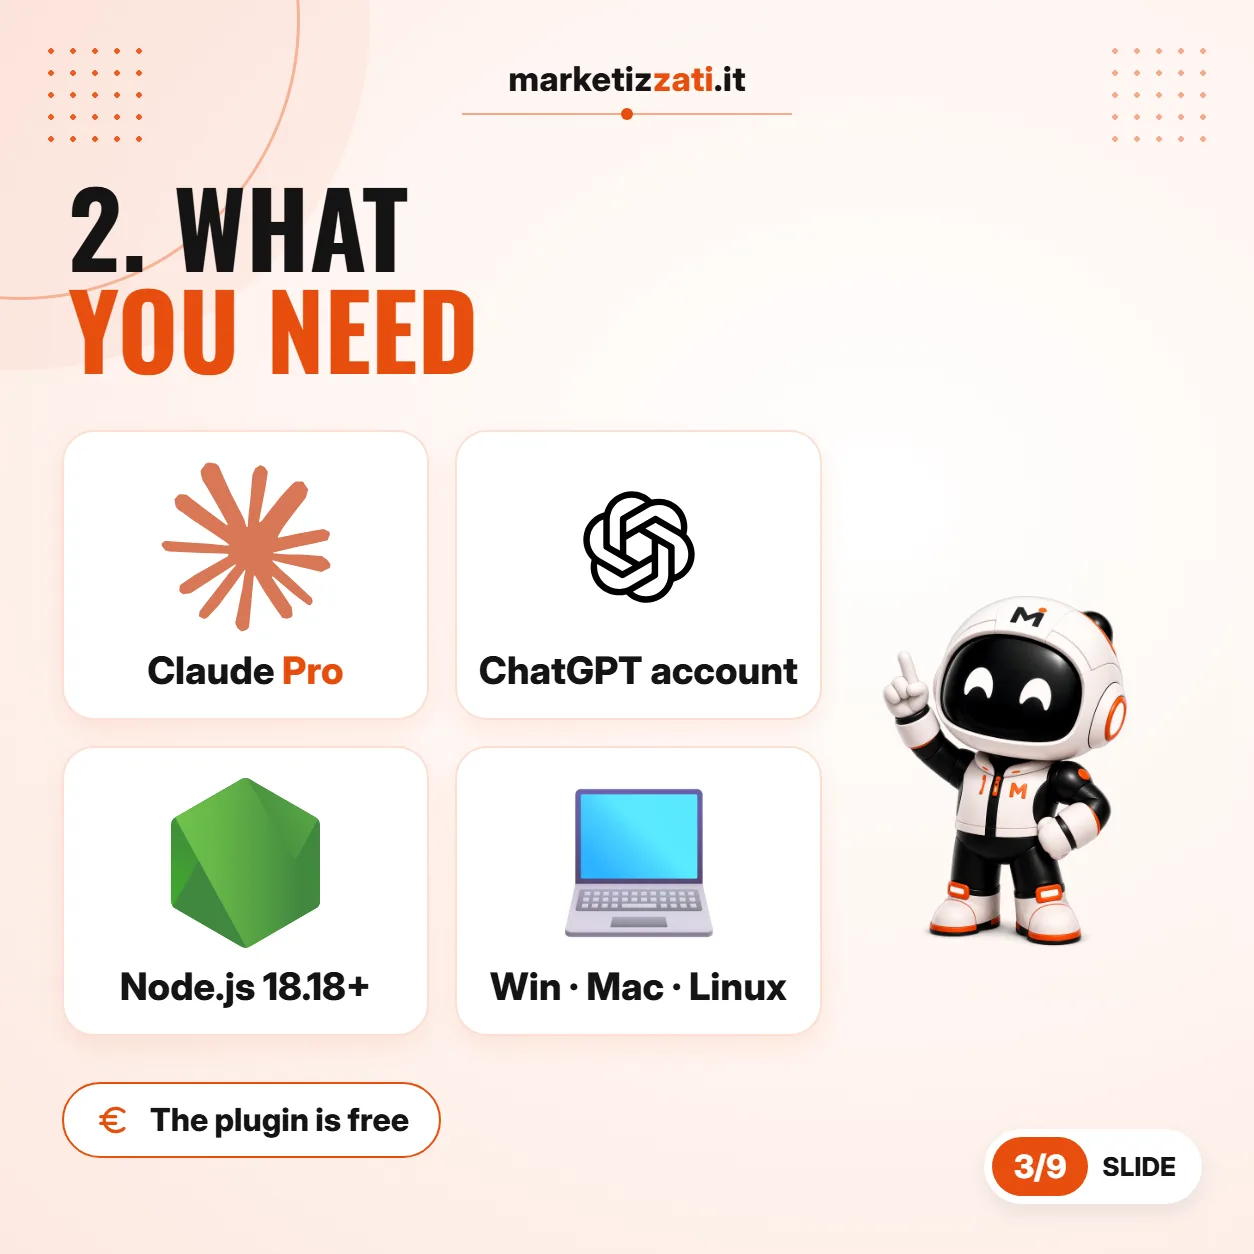 marketizzati.it
2. WHAT
YOU NEED
Claude Pro
ChatGPT account
Node.js 18.18+
Win · Mac · Linux
€ The plugin is free
M
M
3/9 SLIDE